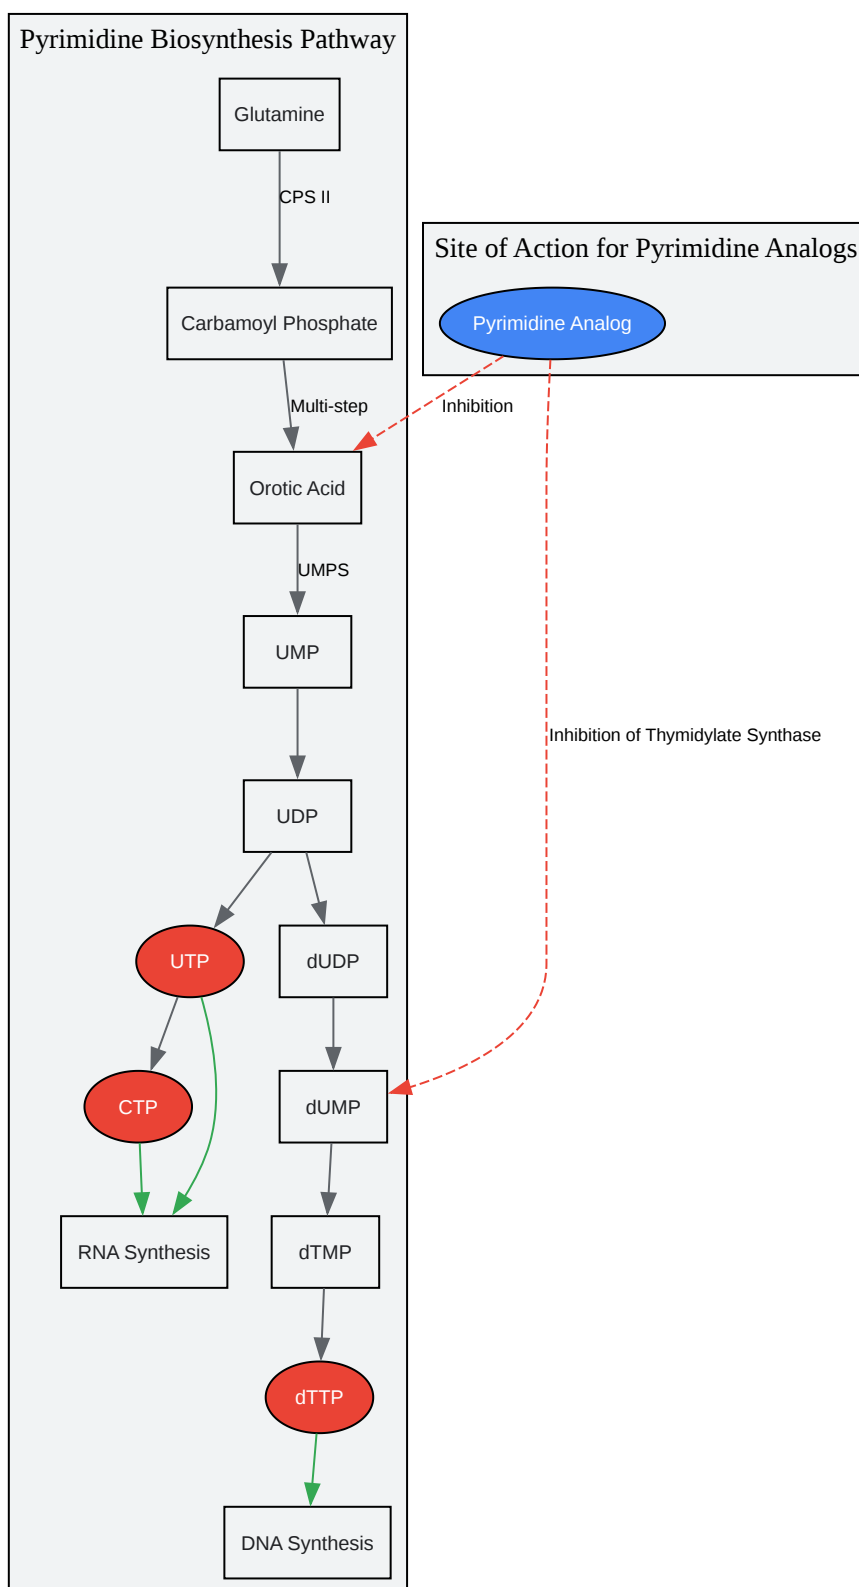 Pyrimidine Biosynthesis Pathway
Glutamine
CPS II
Site of Action for Pyrimidine Analogs
Carbamoyl Phosphate
Pyrimidine Analog
Multi-step
Inhibition
Orotic Acid
UMPS
UMP
Inhibition of Thymidylate Synthase
UDP
UTP
dUDP
CTP
dUMP
RNA Synthesis
dTMP
dTTP
DNA Synthesis